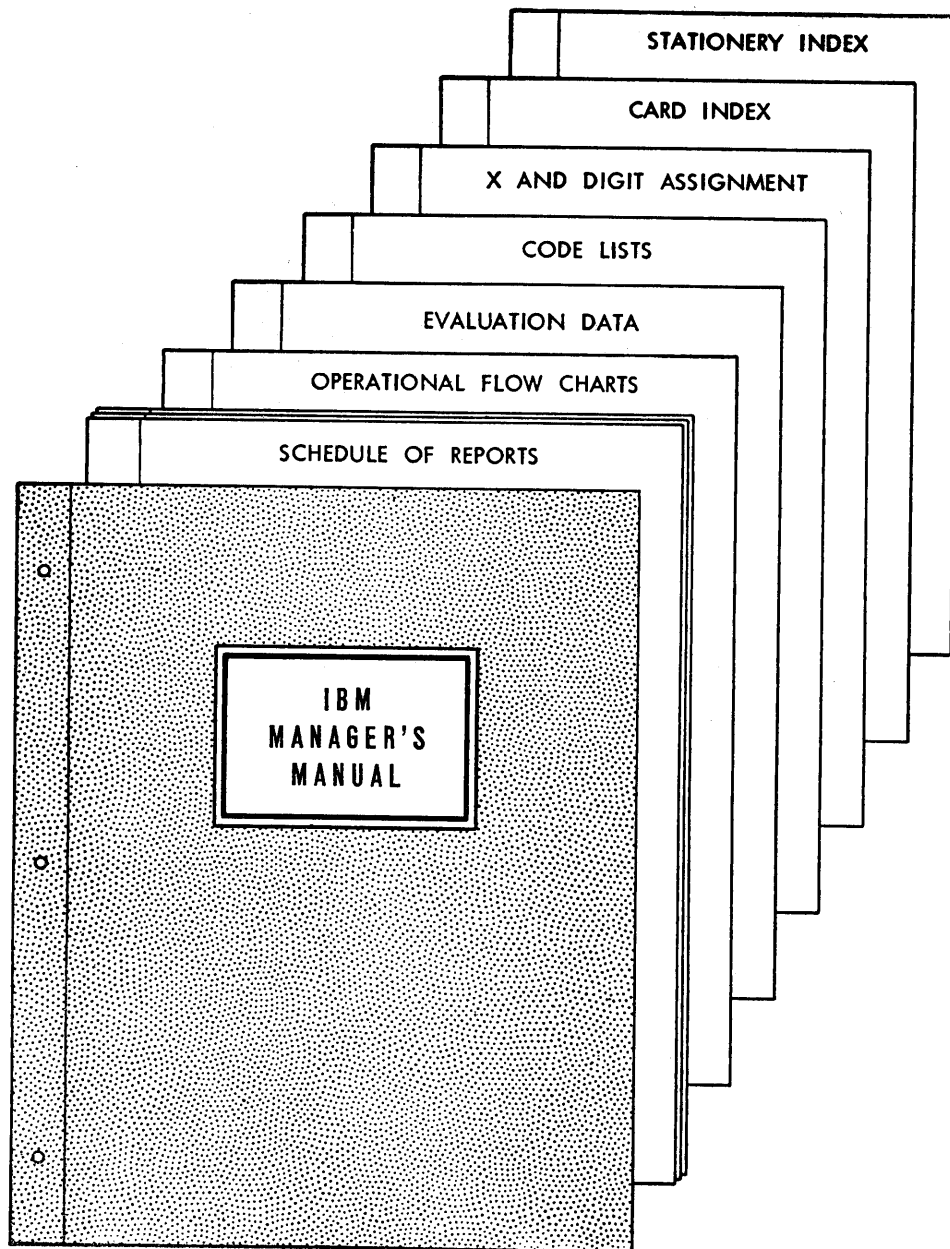 STATIONERY INDEX
CARD INDEX
X AND DIGIT ASSIGNMENT
CODE LISTS
EVALUATION DATA
OPERATIONAL FLOW CHARTS
SCHEDULE OF REPORTS
IBM
MANAGER'S
MANUAL